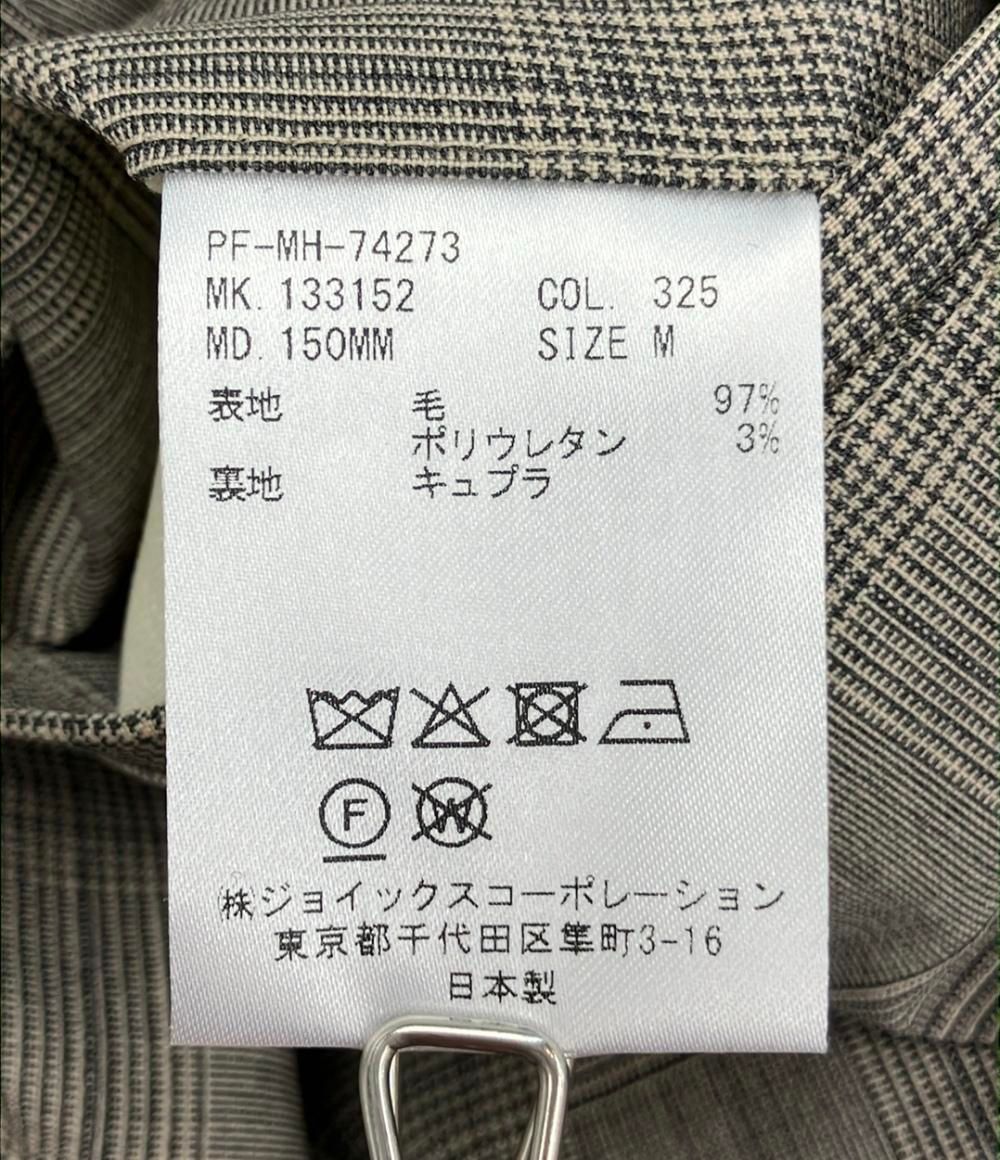 PF-MH-74273
MK. 133152 COL. 325
MD. 150MM SIZE M
表地 毛 97%
ポリウレタン 3%
裏地 キュプラ
F W
㈱ジョイックスコーポレーション
東京都千代田区隼町3-16
日本製